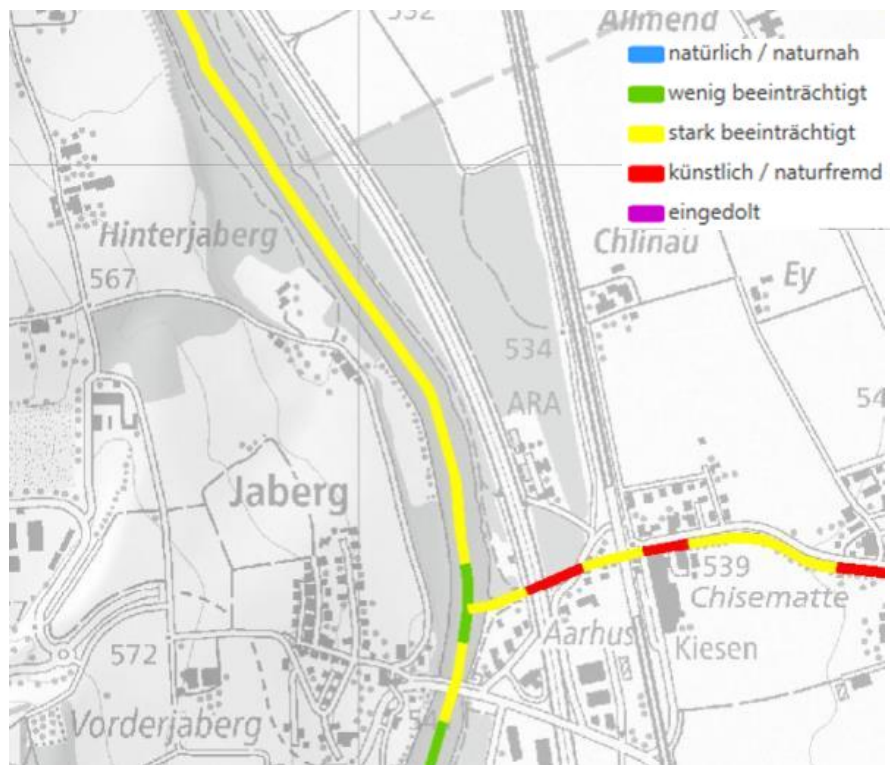 532
Allmend
natürlich / naturnah
wenig beeinträchtigt
stark beeinträchtigt
künstlich / naturfremd
eingedolt
Hinterjaberg
Chlinau
567
Ey
534
ARA
54
Jaberg
539
Chisematte
Aarhus
572
Kiesen
Vorderjaberg